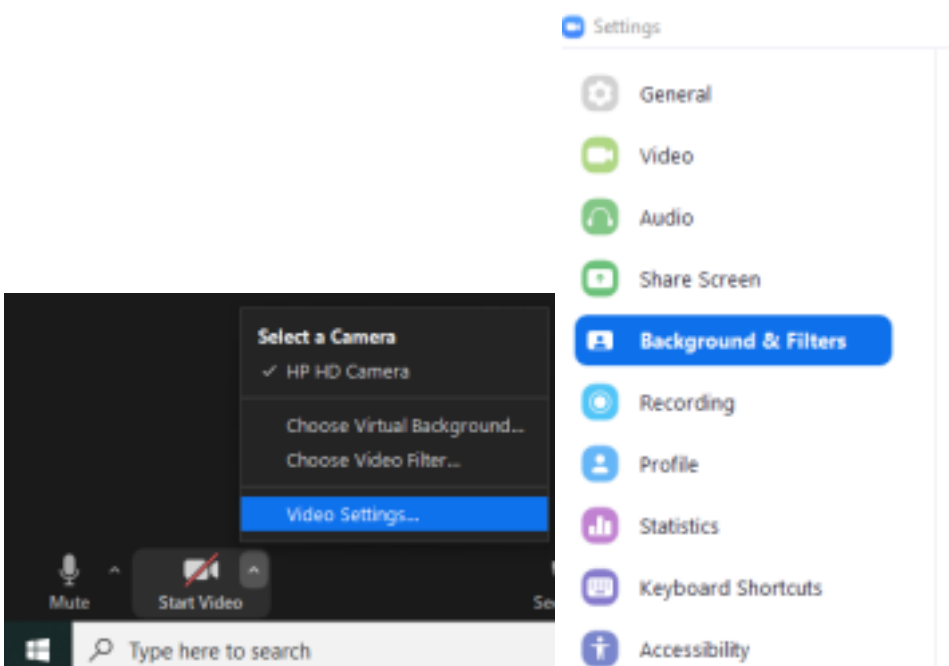 Select a Camera
✓ HP HD Camera
Choose Virtual Background...
Choose Video Filter...
Video Settings...
Mute
Start Video
Type here to search
Settings
General
Video
Audio
Share Screen
Background & Filters
Recording
Profile
Statistics
Keyboard Shortcuts
Accessibility